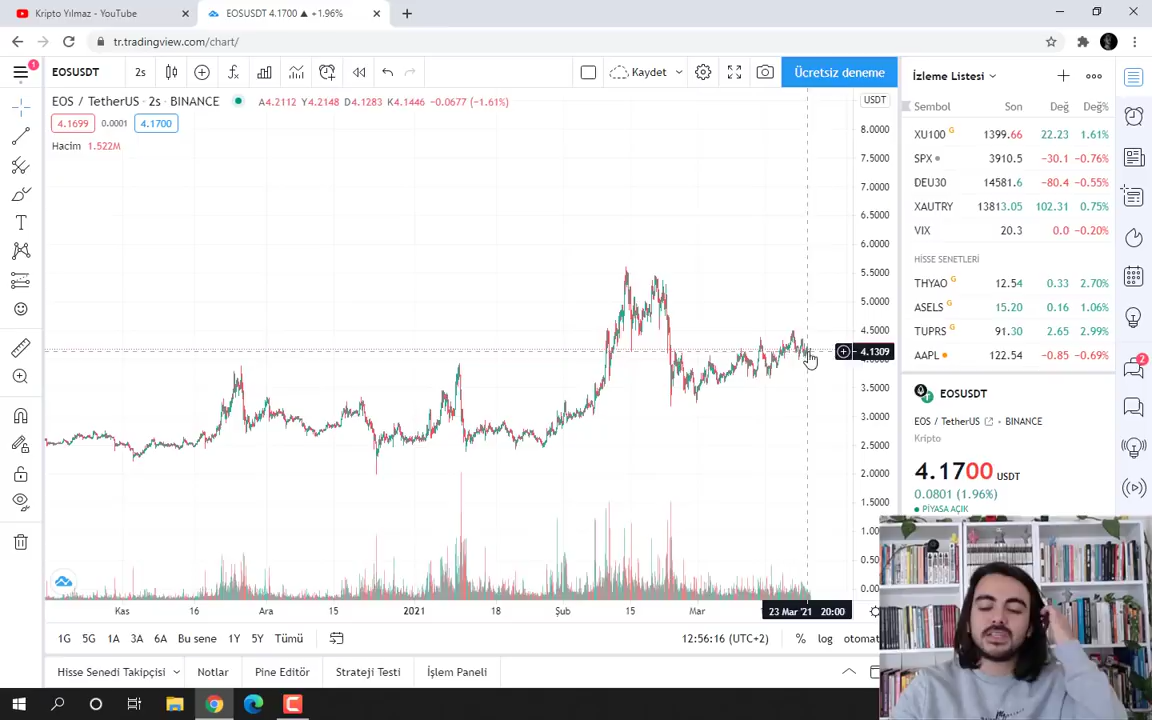 Kripto Yılmaz - YouTube
EOSUSDT 4.1700 ▲ +1.96%
tr.tradingview.com/chart/
1
EOSUSDT
2s
Kaydet
Ücretsiz deneme
EOS / TetherUS · 2s · BINANCE
A4.2112 Y4.2148 D4.1283 K4.1446 −0.0677 (−1.61%)
4.1699
0.0001
4.1700
Hacim 1.522M
USDT
8.0000
7.5000
7.0000
6.5000
6.0000
5.5000
5.0000
4.5000
4.1309
3.5000
3.0000
2.5000
2.0000
1.5000
Kas
16
Ara
15
2021
18
Şub
15
Mar
23 Mar '21 20:00
1G
5G
1A
3A
6A
Bu sene
1Y
5Y
Tümü
12:56:16 (UTC+2)
%
log
Hisse Senedi Takipçisi
Notlar
Pine Editör
Strateji Testi
İşlem Paneli
İzleme Listesi
Sembol Son Değ Değ%
XU100 G 1399.66 22.23 1.61%
SPX 3910.5 −30.1 −0.76%
DEU30 14581.6 −80.4 −0.55%
XAUTRY 13813.05 102.31 0.75%
VIX 20.3 0.0 −0.20%
HİSSE SENETLERİ
THYAO G 12.54 0.33 2.70%
ASELS G 15.20 0.16 1.06%
TUPRS G 91.30 2.65 2.99%
AAPL 122.54 −0.85 −0.69%
EOSUSDT
EOS / TetherUS · BINANCE
Kripto
4.1700 USDT
0.0801 (1.96%)
PİYASA AÇIK
2